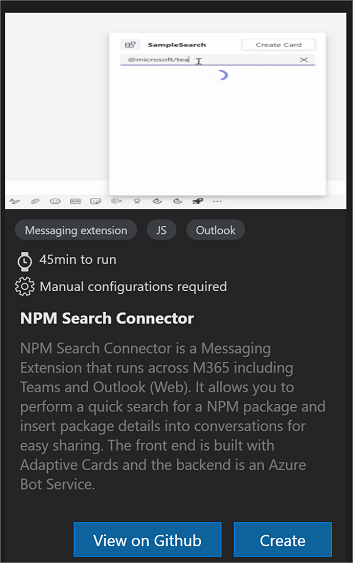 SampleSearch
Create Card
@microsoft/tea
Messaging extension
JS
Outlook
45min to run
Manual configurations required
NPM Search Connector
NPM Search Connector is a Messaging
Extension that runs across M365 including
Teams and Outlook (Web). It allows you to
perform a quick search for a NPM package and
insert package details into conversations for
easy sharing. The front end is built with
Adaptive Cards and the backend is an Azure
Bot Service.
View on Github
Create